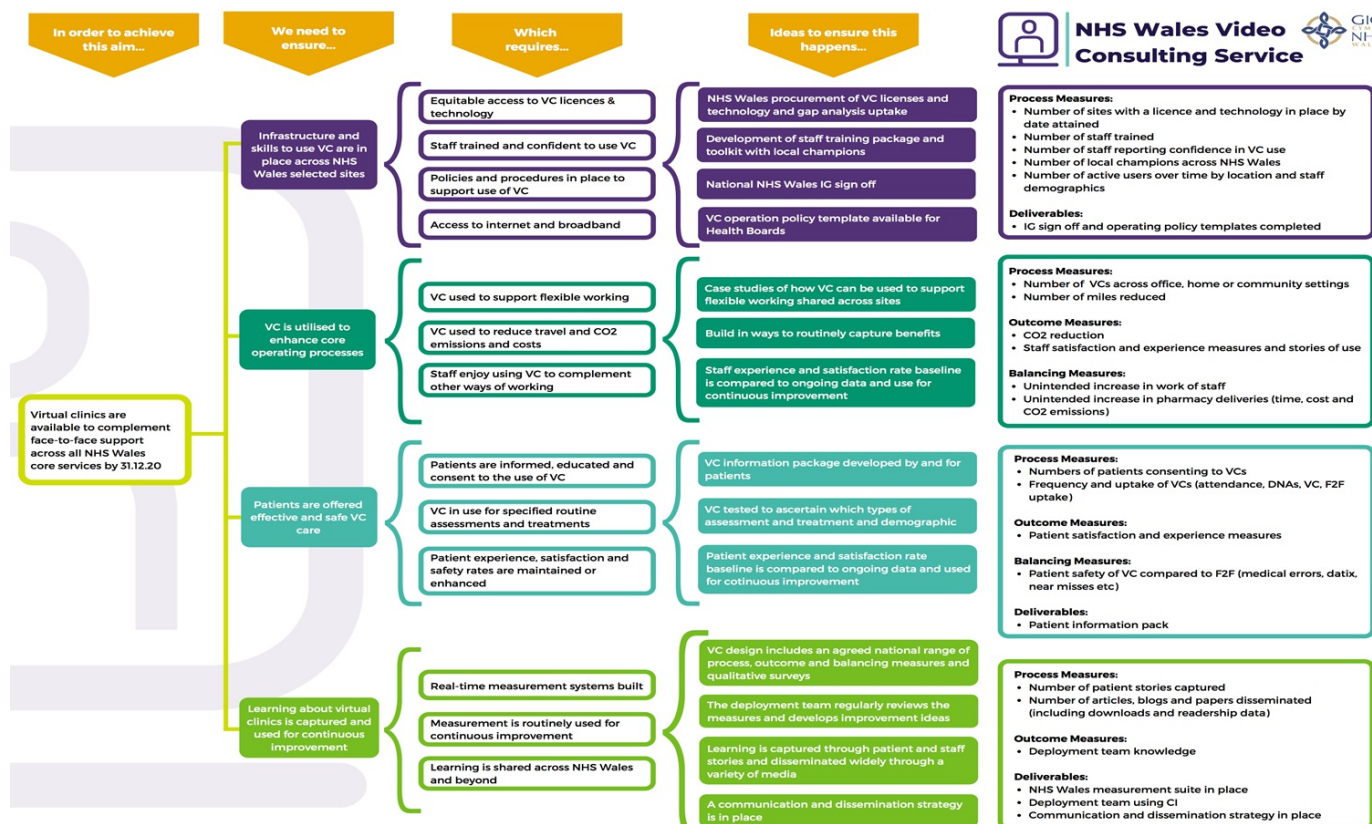 In order to achieve
this aim...
We need to
ensure...
Which
requires...
Ideas to ensure this
happens...
NHS Wales Video
Consulting Service
CYM
NH
WAL
Virtual clinics are
available to complement
face-to-face support
across all NHS Wales
core services by 31.12.20
Infrastructure and
skills to use VC are in
place across NHS
Wales selected sites
Equitable access to VC licences &
technology
Staff trained and confident to use VC
Policies and procedures in place to
support use of VC
Access to internet and broadband
NHS Wales procurement of VC licenses and
technology and gap analysis uptake
Development of staff training package and
toolkit with local champions
National NHS Wales IG sign off
VC operation policy template available for
Health Boards
Process Measures:
• Number of sites with a licence and technology in place by
date attained
• Number of staff trained
• Number of staff reporting confidence in VC use
• Number of local champions across NHS Wales
• Number of active users over time by location and staff
demographics
Deliverables:
• IG sign off and operating policy templates completed
VC is utilised to
enhance core
operating processes
VC used to support flexible working
VC used to reduce travel and CO2
emissions and costs
Staff enjoy using VC to complement
other ways of working
Case studies of how VC can be used to support
flexible working shared across sites
Build in ways to routinely capture benefits
Staff experience and satisfaction rate baseline
is compared to ongoing data and use for
continuous improvement
Process Measures:
• Number of VCs across office, home or community settings
• Number of miles reduced
Outcome Measures:
• CO2 reduction
• Staff satisfaction and experience measures and stories of use
Balancing Measures:
• Unintended increase in work of staff
• Unintended increase in pharmacy deliveries (time, cost and
CO2 emissions)
Patients are offered
effective and safe VC
care
Patients are informed, educated and
consent to the use of VC
VC in use for specified routine
assessments and treatments
Patient experience, satisfaction and
safety rates are maintained or
enhanced
VC information package developed by and for
patients
VC tested to ascertain which types of
assessment and treatment and demographic
Patient experience and satisfaction rate
baseline is compared to ongoing data and used
for cotinuous improvement
Process Measures:
• Numbers of patients consenting to VCs
• Frequency and uptake of VCs (attendance, DNAs, VC, F2F
uptake)
Outcome Measures:
• Patient satisfaction and experience measures
Balancing Measures:
• Patient safety of VC compared to F2F (medical errors, datix,
near misses etc)
Deliverables:
• Patient information pack
Learning about virtual
clinics is captured and
used for continuous
improvement
Real-time measurement systems built
Measurement is routinely used for
continuous improvement
Learning is shared across NHS Wales
and beyond
VC design includes an agreed national range of
process, outcome and balancing measures and
qualitative surveys
The deployment team regularly reviews the
measures and develops improvement ideas
Learning is captured through patient and staff
stories and disseminated widely through a
variety of media
A communication and dissemination strategy
is in place
Process Measures:
• Number of patient stories captured
• Number of articles, blogs and papers disseminated
(including downloads and readership data)
Outcome Measures:
• Deployment team knowledge
Deliverables:
• NHS Wales measurement suite in place
• Deployment team using CI
• Communication and dissemination strategy in place